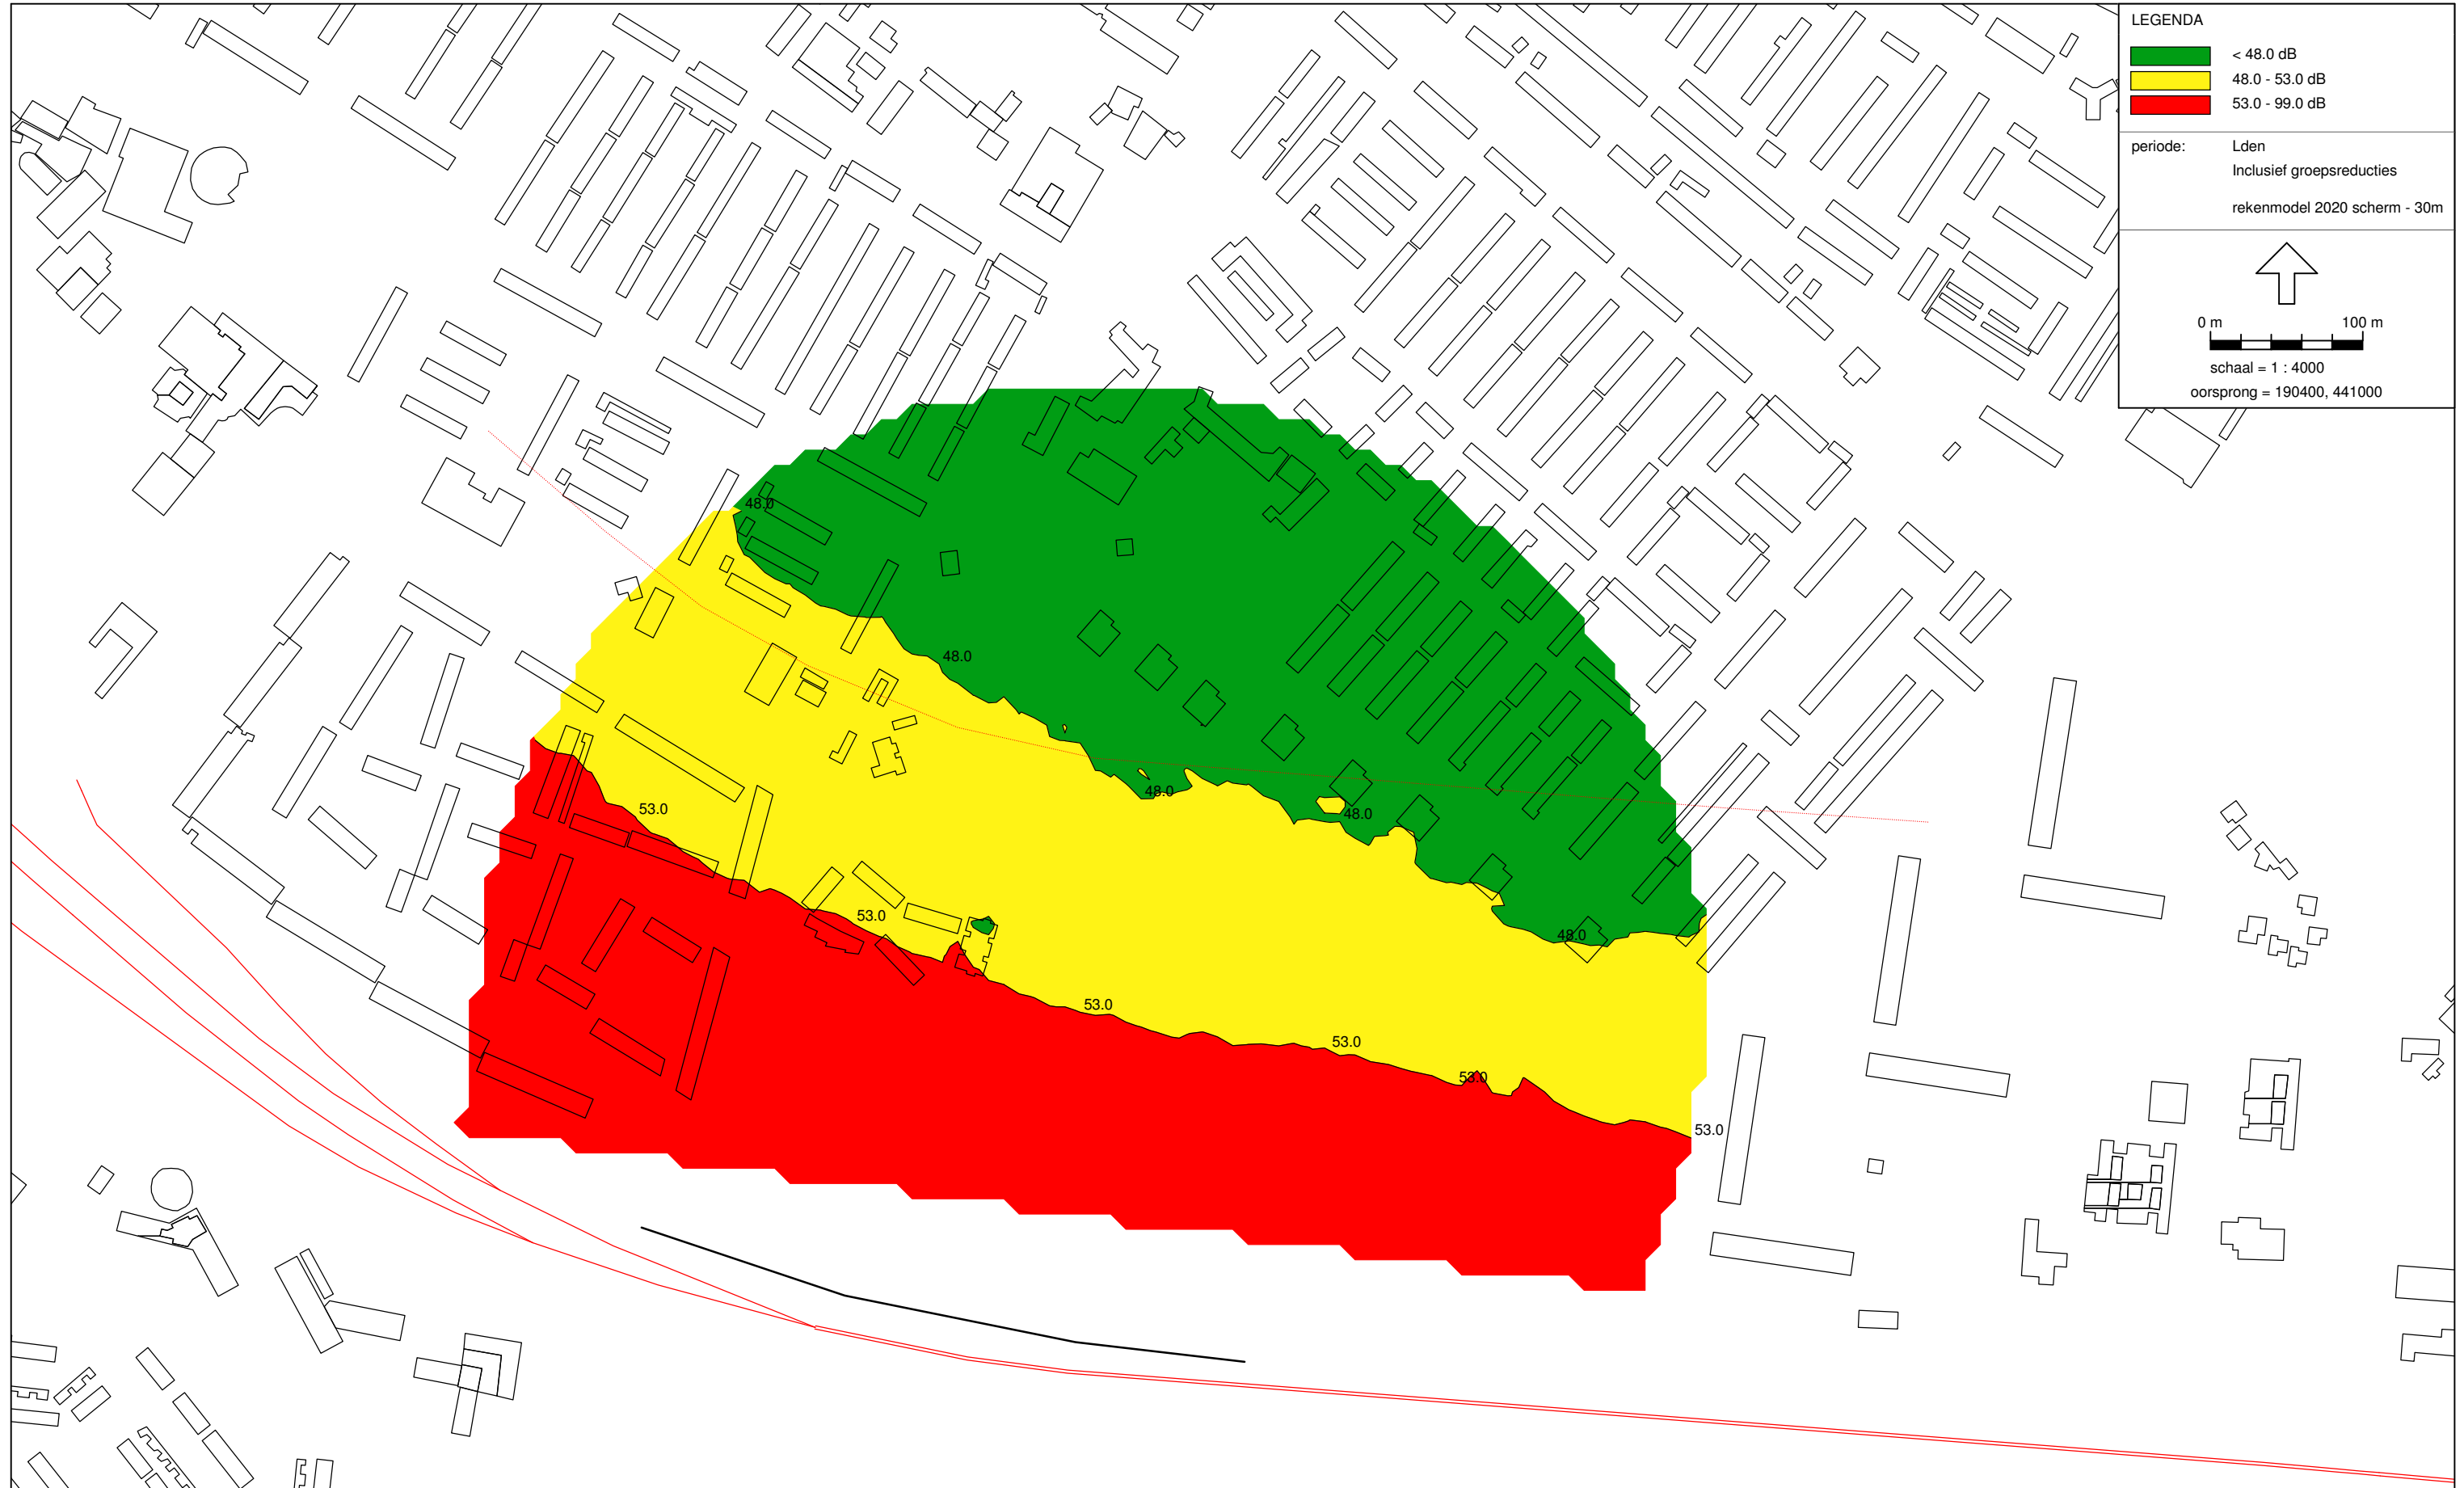 LEGENDA
< 48.0 dB
48.0 - 53.0 dB
53.0 - 99.0 dB
periode: Lden
Inclusief groepsreducties
rekenmodel 2020 scherm - 30m
0 m 100 m
schaal = 1 : 4000
oorsprong = 190400, 441000
48.0
48.0
48.0
53.0
48.0
53.0
48.0
53.0
53.0
53.0
53.0